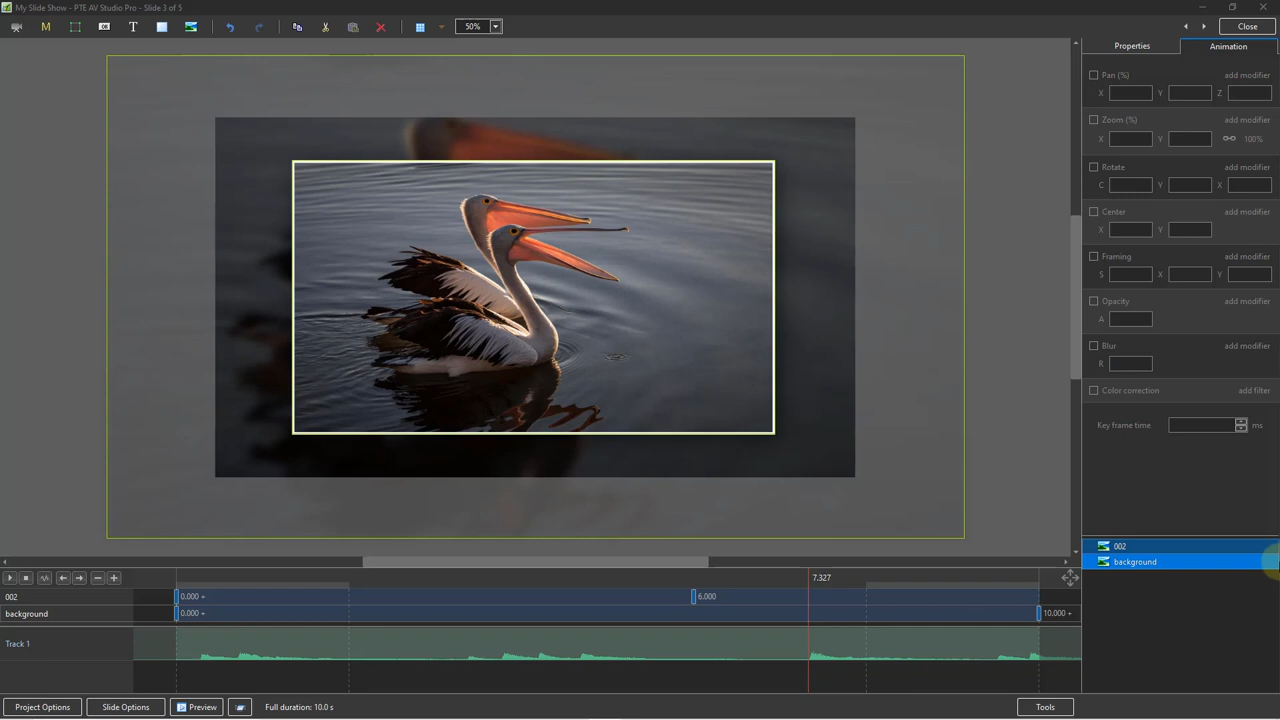 My Slide Show - PTE AV Studio Pro - Slide 3 of 5
M OK T 50% Close
Properties Animation
Pan (%) add modifier
X Y Z
Zoom (%) add modifier
X Y 100%
Rotate add modifier
C Y X
Center add modifier
X Y
Framing add modifier
S X Y
Opacity add modifier
A
Blur add modifier
R
Color correction add filter
Key frame time ms
002
background
7.327
002 0.000 + 6.000
background 0.000 + 10.000 +
Track 1
Project Options Slide Options Preview Full duration: 10.0 s Tools